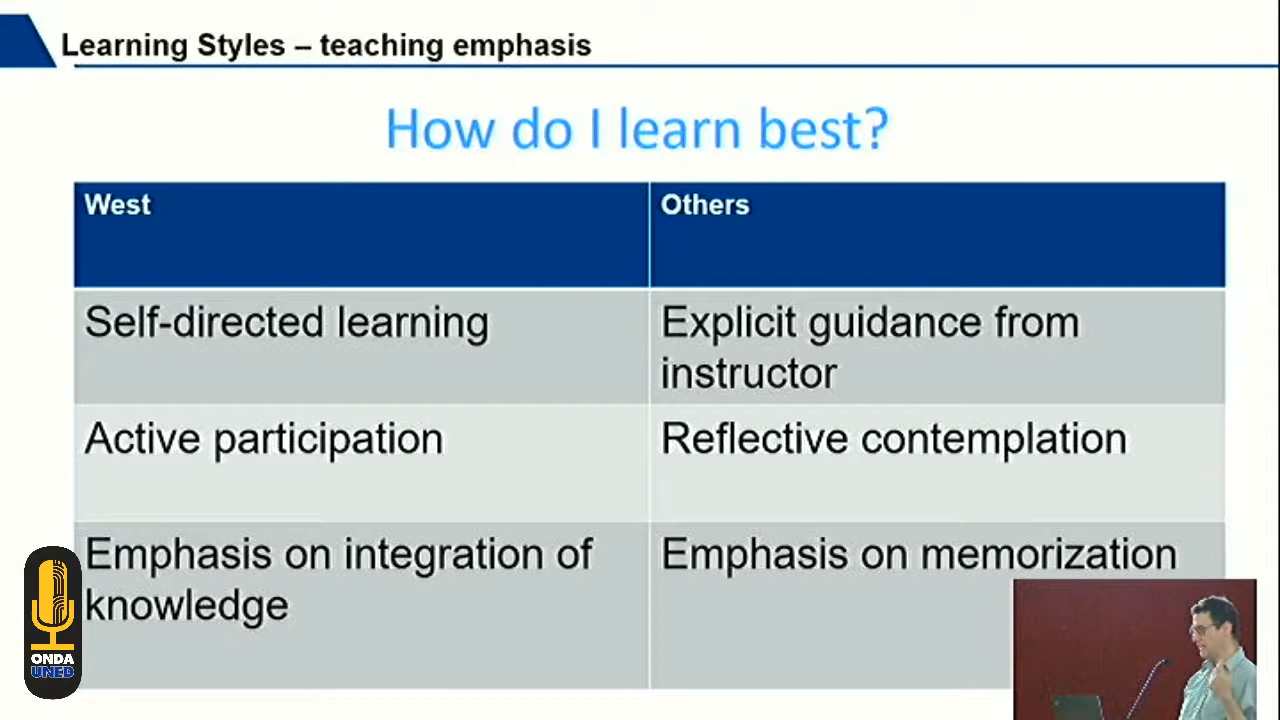 Learning Styles – teaching emphasis
How do I learn best?
West
Others
Self-directed learning
Explicit guidance from
instructor
Active participation
Reflective contemplation
Emphasis on integration of
knowledge
Emphasis on memorization
ONDA
UNED